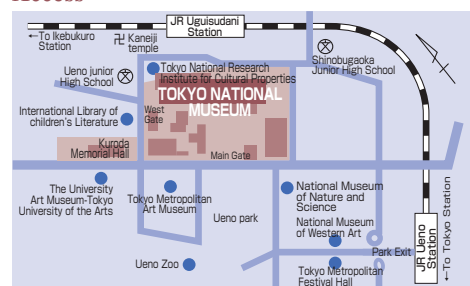 Access
JR Uguisudani
Station
←To Ikebukuro
Station
卍 Kaneiji
temple
Shinobugaoka
Junior High School
Ueno junior
High School
文
文
Tokyo National Research
Institute for Cultural Properties
TOKYO NATIONAL
MUSEUM
International Library of
children's Literature
West
Gate
Kuroda
Memorial Hall
Main Gate
The University
Art Museum-Tokyo
University of the Arts
Tokyo Metropolitan
Art Museum
Ueno park
National Museum
of Nature and
Science
National Museum
of Western Art
Park Exit
Ueno Zoo
Tokyo Metropolitan
Festival Hall
JR Ueno
Station
←To Tokyo Station